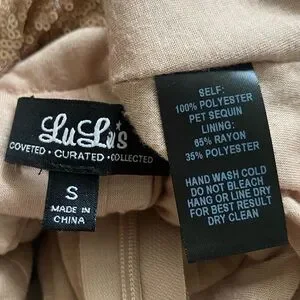 LuLu's
COVETED • CURATED • COLLECTED
S
MADE IN
CHINA
SELF:
100% POLYESTER
PET SEQUIN
LINING:
65% RAYON
35% POLYESTER
HAND WASH COLD
DO NOT BLEACH
HANG OR LINE DRY
FOR BEST RESULT
DRY CLEAN